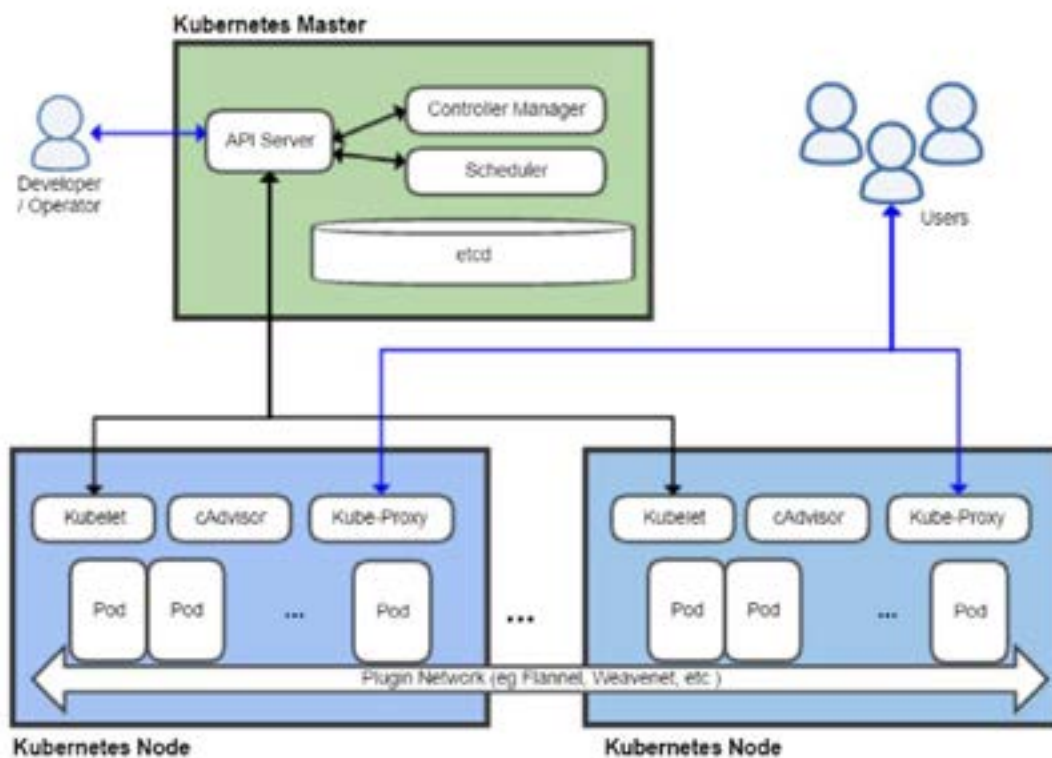 Kubernetes Master
API Server
Controller Manager
Scheduler
etcd
Developer
/ Operator
Users
Kubelet
cAdvisor
Kube-Proxy
Pod
Pod
...
Pod
...
Kubelet
cAdvisor
Kube-Proxy
Pod
Pod
...
Pod
Plugin Network (eg Flannel, Weavenet, etc )
Kubernetes Node
Kubernetes Node